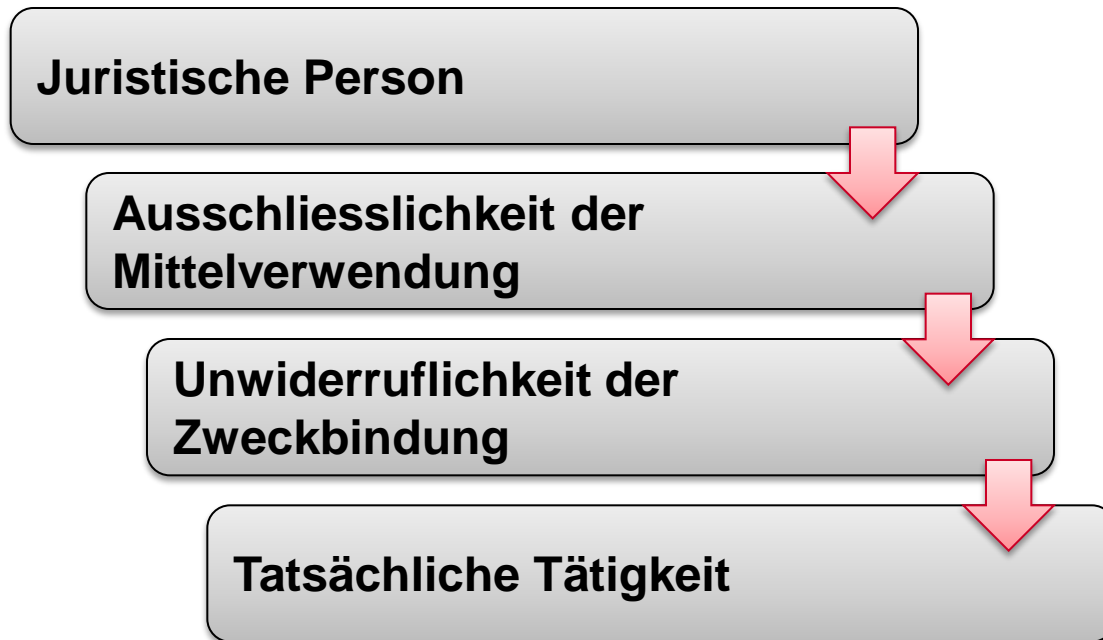 Juristische Person
Ausschliesslichkeit der
Mittelverwendung
Unwiderruflichkeit der
Zweckbindung
Tatsächliche Tätigkeit